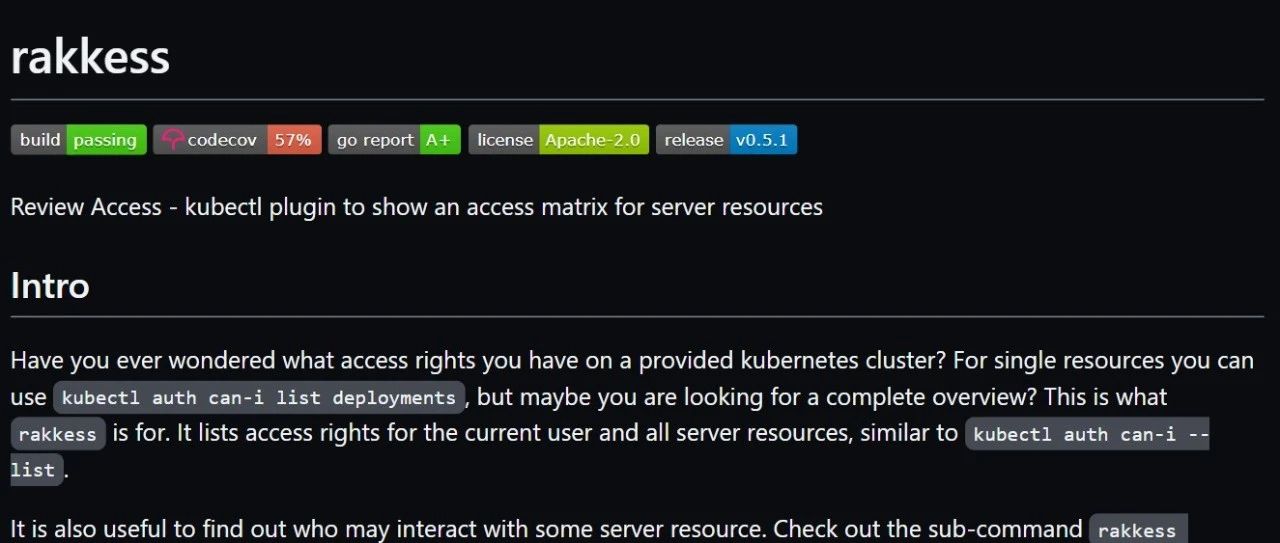 rakkess
build passing codecov 57% go report A+ license Apache-2.0 release v0.5.1
Review Access - kubectl plugin to show an access matrix for server resources
Intro
Have you ever wondered what access rights you have on a provided kubernetes cluster? For single resources you can
use kubectl auth can-i list deployments, but maybe you are looking for a complete overview? This is what
rakkess is for. It lists access rights for the current user and all server resources, similar to kubectl auth can-i --
list.
It is also useful to find out who may interact with some server resource. Check out the sub-command rakkess